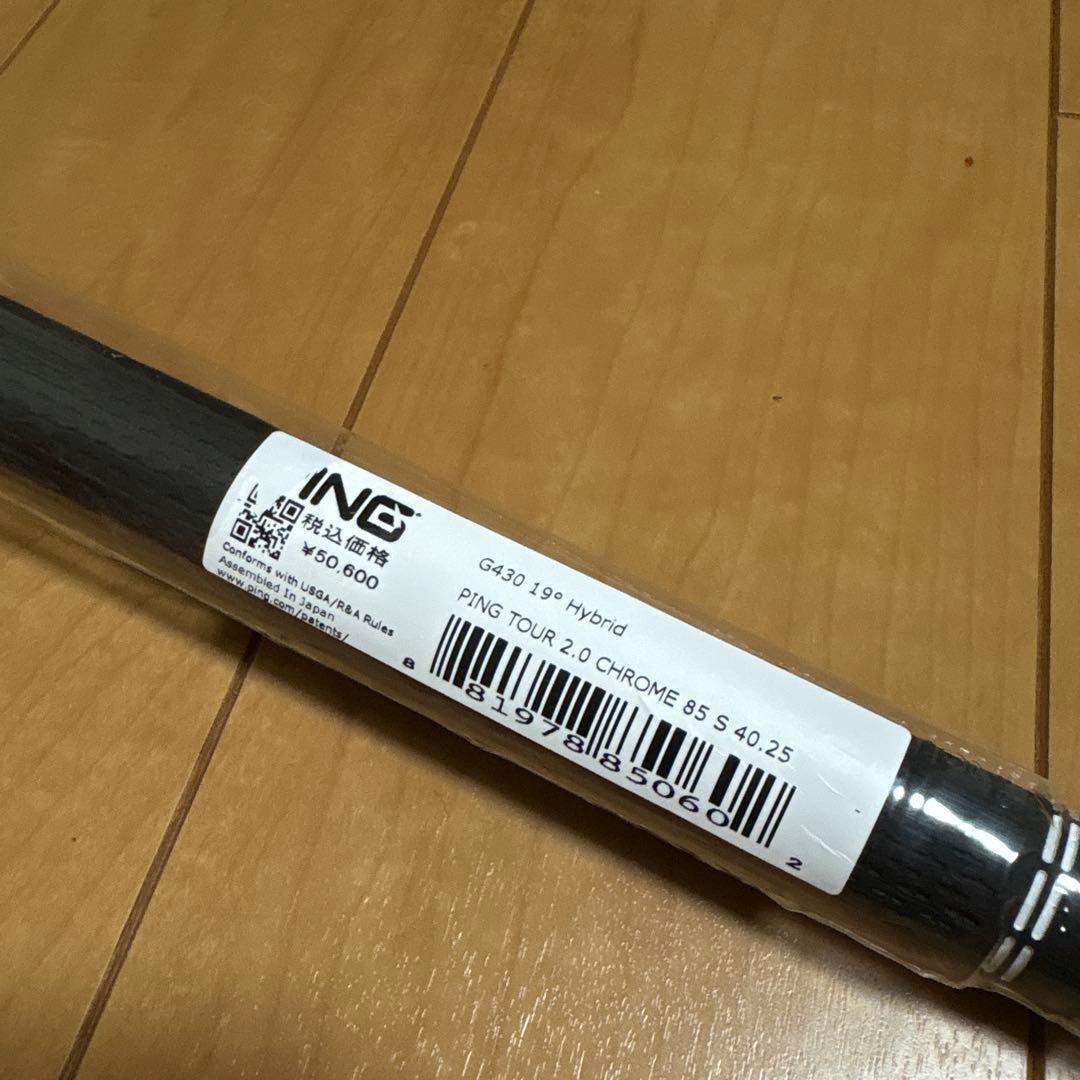 ING
税込価格
¥50,600
Conforms with USGA/R&A Rules
Assembled In Japan
www.ping.com/patents/
G430 19° Hybrid
PING TOUR 2.0 CHROME 85 S 40.25
8 81978 85060 2